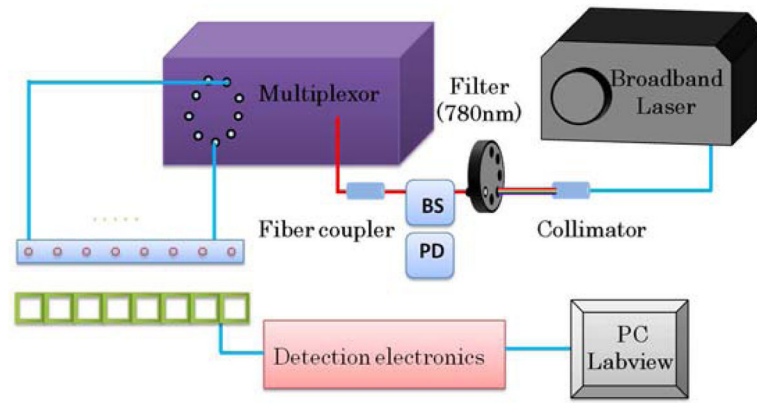 Multiplexor
Filter
(780nm)
Broadband
Laser
Fiber coupler
BS
PD
Collimator
Detection electronics
PC
Labview